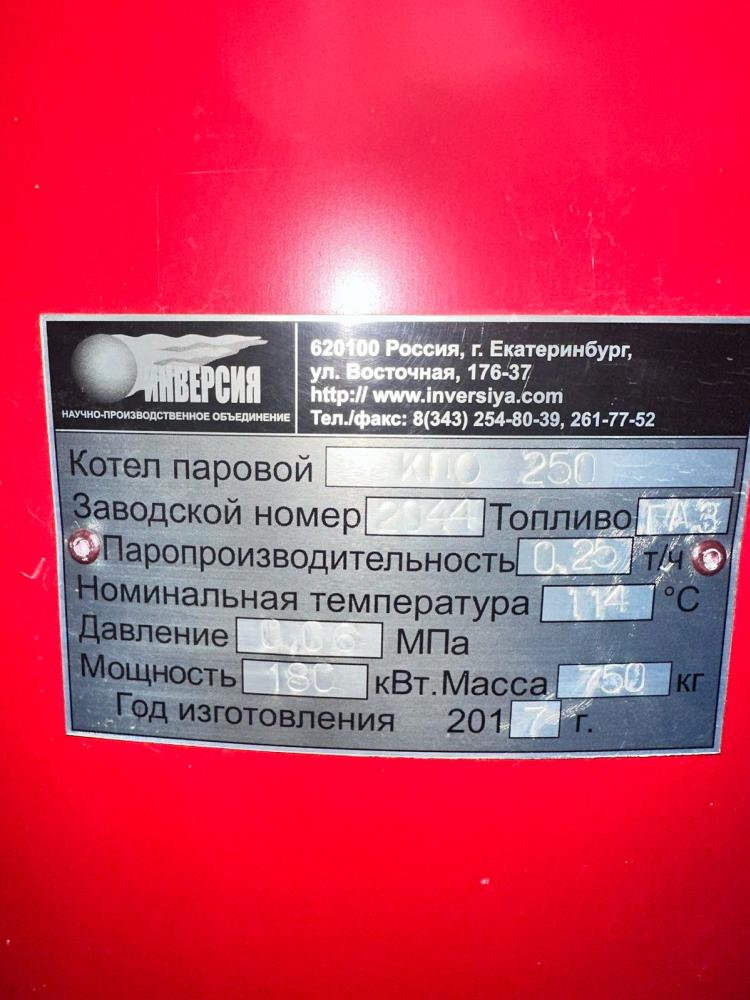 ИНВЕРСИЯ
НАУЧНО-ПРОИЗВОДСТВЕННОЕ ОБЪЕДИНЕНИЕ
620100 Россия, г. Екатеринбург,
ул. Восточная, 176-37
http:// www.inversiya.com
Тел./факс: 8(343) 254-80-39, 261-77-52
Котел паровой 250
Заводской номер 2044 Топливо ГАЗ
Паропроизводительность 0,25 т/ч
Номинальная температура 114 °С
Давление 0,06 МПа
Мощность 180 кВт. Масса 750 кг
Год изготовления 2017 г.